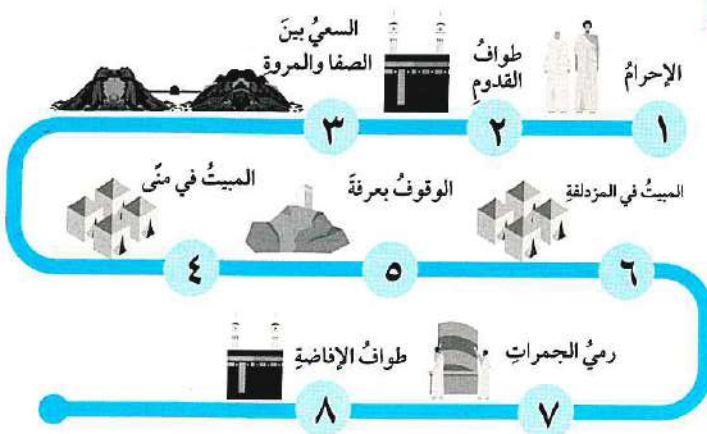 الإحرامُ
١
طوافُ
القدومِ
٢
السعيُ بينَ
الصفا والمروةِ
٣
المبيتُ في منًى
٤
الوقوفُ بعرفةَ
٥
المبيتُ في المزدلفةِ
٦
رميُ الجمراتِ
٧
طوافُ الإفاضةِ
٨